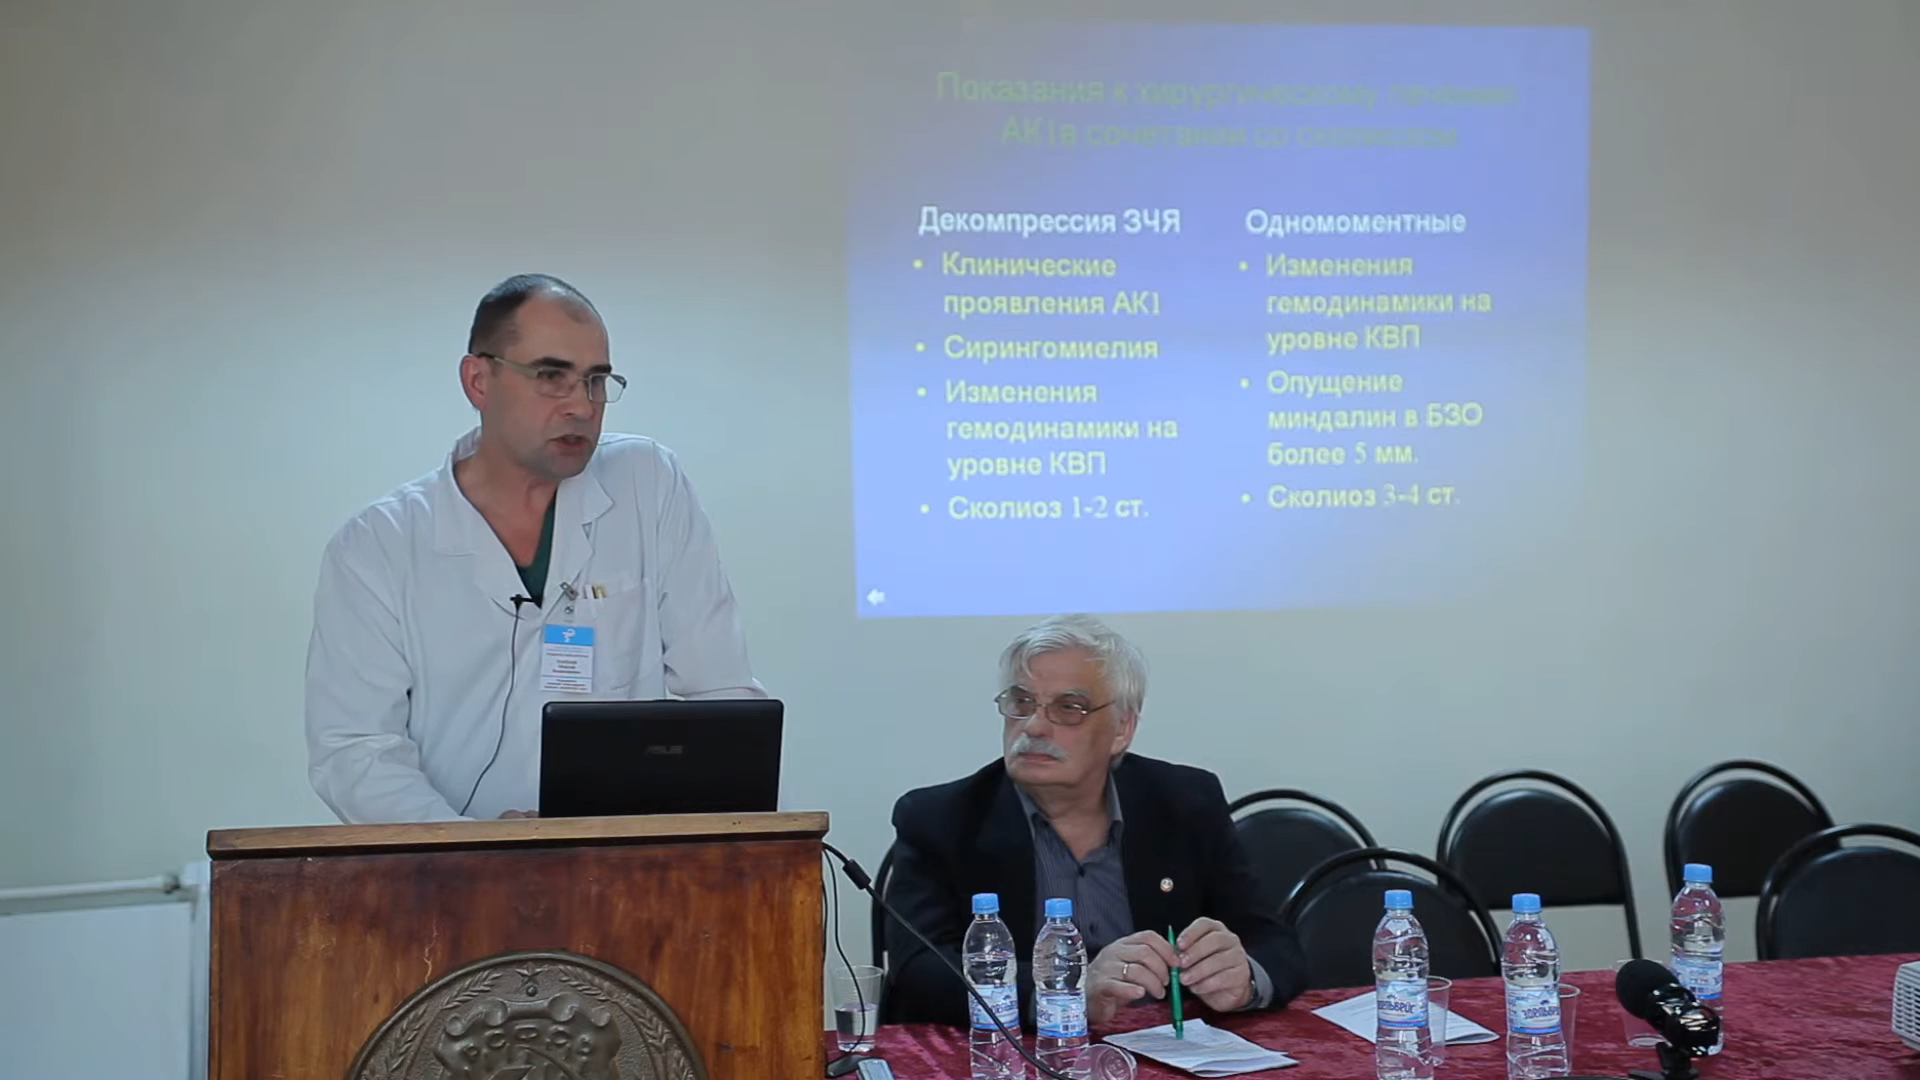 Показания к хирургическому лечению
АК1в сочетании со сколиозом
Декомпрессия ЗЧЯ
• Клинические
проявления АК1
• Сирингомиелия
• Изменения
гемодинамики на
уровне КВП
• Сколиоз 1-2 ст.
Одномоментные
• Изменения
гемодинамики на
уровне КВП
• Опущение
миндалин в БЗО
более 5 мм.
• Сколиоз 3-4 ст.
ASUS
ЭДЕЛЬВЕЙС